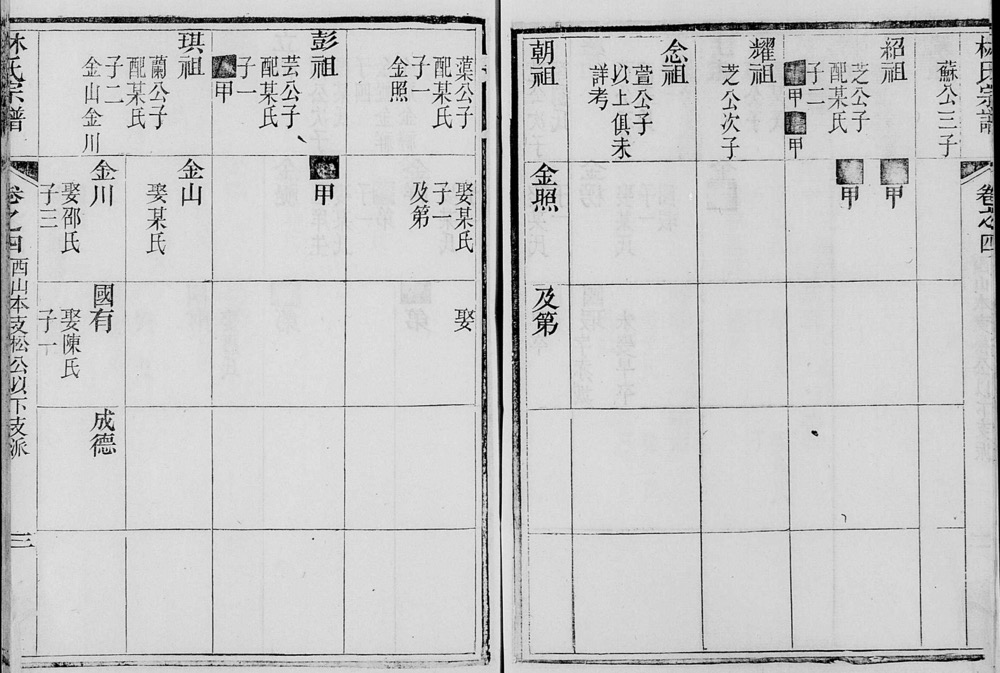 林氏宗譜
卷之四
蘇公三子
紹祖
芝公子
配某氏
子二
甲
甲
甲
甲
耀祖
芝公次子
念祖
萱公子
以上俱未
詳考
朝祖
金照
及第
葉公子
配某氏
子一
金照
娶某氏
子一
及第
娶
彭祖
芸公子
配某氏
子一
甲
甲
琪祖
蘭公子
配某氏
子二
金山金川
金山
娶某氏
金川
娶邵氏
子三
國有
娶陳氏
子一
成德
林氏宗譜
卷之四
西山本支松公以下支派
三